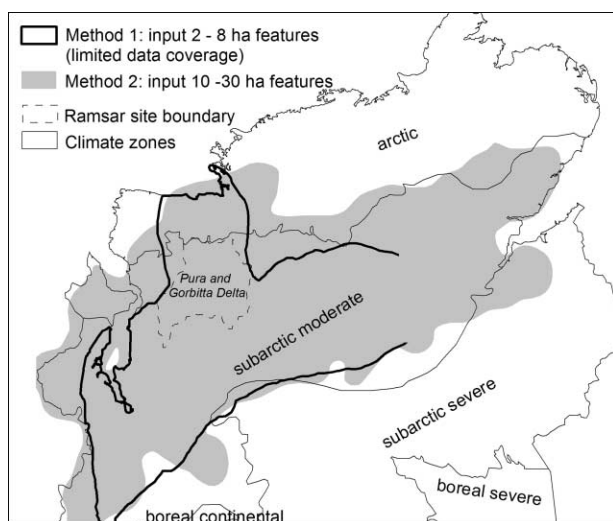 Method 1: input 2 - 8 ha features
(limited data coverage)
Method 2: input 10 -30 ha features
Ramsar site boundary
Climate zones
arctic
Pura and
Gorbitta Delta
subarctic moderate
subarctic severe
boreal severe
boreal continental